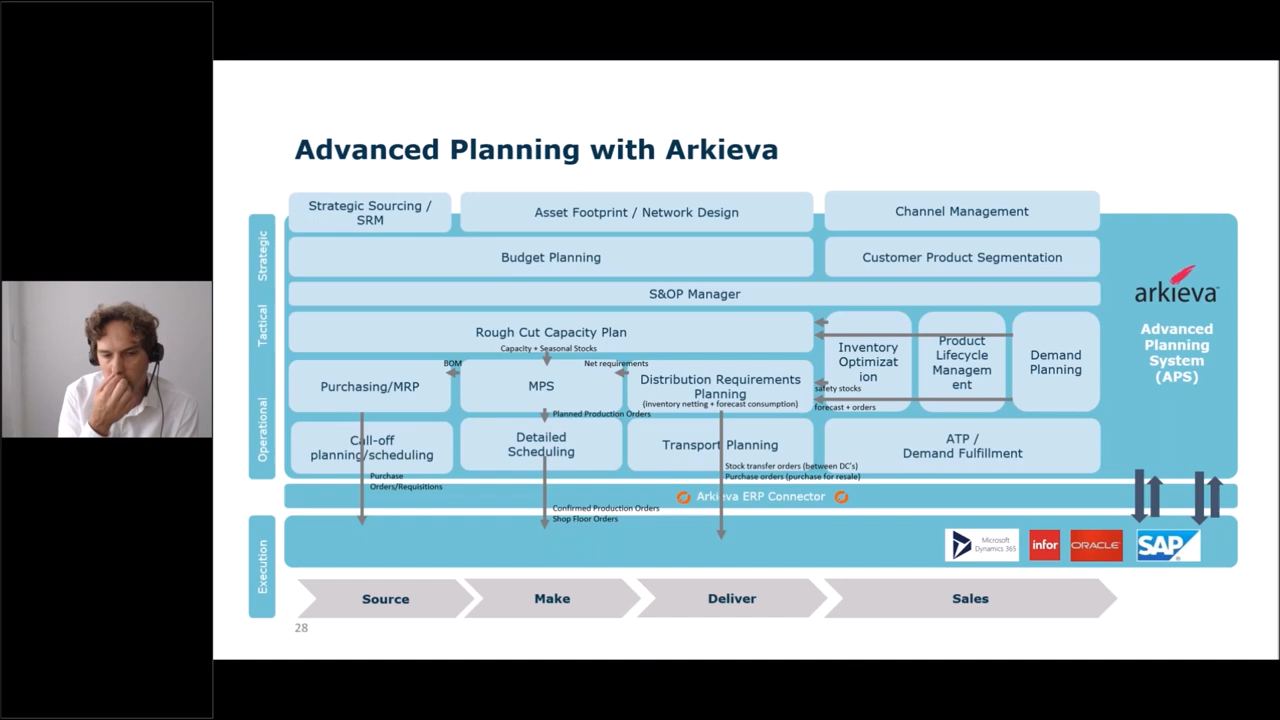 Advanced Planning with Arkieva
Strategic Sourcing /
SRM
Asset Footprint / Network Design
Channel Management
Strategic
Budget Planning
Customer Product Segmentation
S&OP Manager
Tactical
Rough Cut Capacity Plan
Capacity + Seasonal Stocks
Inventory
Optimizat
ion
Product
Lifecycle
Managem
ent
Demand
Planning
BOM
Net requirements
Purchasing/MRP
MPS
Distribution Requirements
Planning
(inventory netting + forecast consumption)
safety stocks
forecast + orders
Planned Production Orders
Operational
Call-off
planning/scheduling
Detailed
Scheduling
Transport Planning
ATP /
Demand Fulfillment
Purchase
Orders/Requisitions
Stock transfer orders (between DC's)
Purchase orders (purchase for resale)
arkieva
Advanced
Planning
System
(APS)
Arkieva ERP Connector
Confirmed Production Orders
Shop Floor Orders
Execution
Microsoft
Dynamics 365
infor
ORACLE
SAP
Source
Make
Deliver
Sales
28